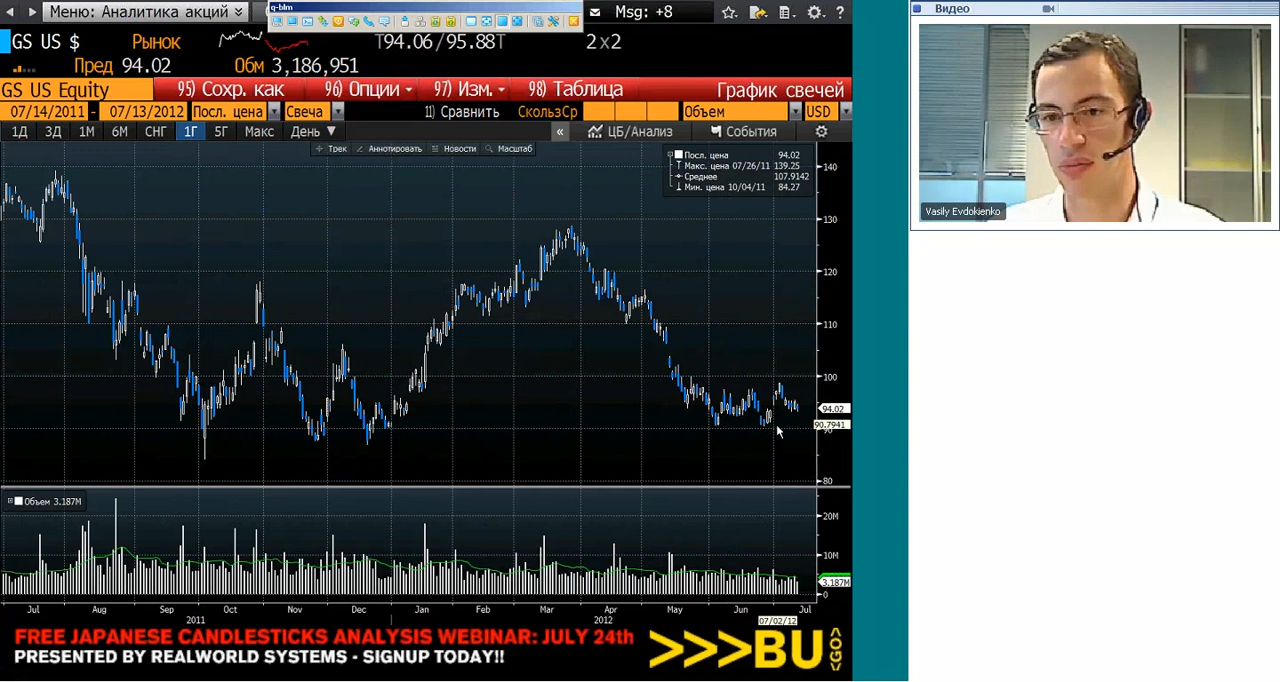 Меню: Аналитика акций
q-blm
Msg: +8
?
GS US $
Рынок
T94.06/95.88T
2x2
Пред 94.02
Обм 3,186,951
GS US Equity
95) Сохр. как
96) Опции
97) Изм.
98) Таблица
График свечей
07/14/2011 - 07/13/2012
Посл. цена
Свеча
11) Сравнить
СкользСр
Объем
USD
1Д
3Д
1М
6М
СНГ
1Г
5Г
Макс
День ▼
«
ЦБ/Анализ
События
Трек
Аннотировать
Новости
Масштаб
Посл. цена 94.02
Макс. цена 07/26/11 139.25
Среднее 107.9142
Мин. цена 10/04/11 84.27
140
130
120
110
100
94.02
90.7941
90
80
Объем 3.187M
20M
10M
3.187M
0
Jul Aug Sep Oct Nov Dec Jan Feb Mar Apr May Jun Jul
2011 2012 07/02/12
FREE JAPANESE CANDLESTICKS ANALYSIS WEBINAR: JULY 24th
PRESENTED BY REALWORLD SYSTEMS - SIGNUP TODAY!!
>>>BU
<GO>
Видео
Vasily Evdokienko